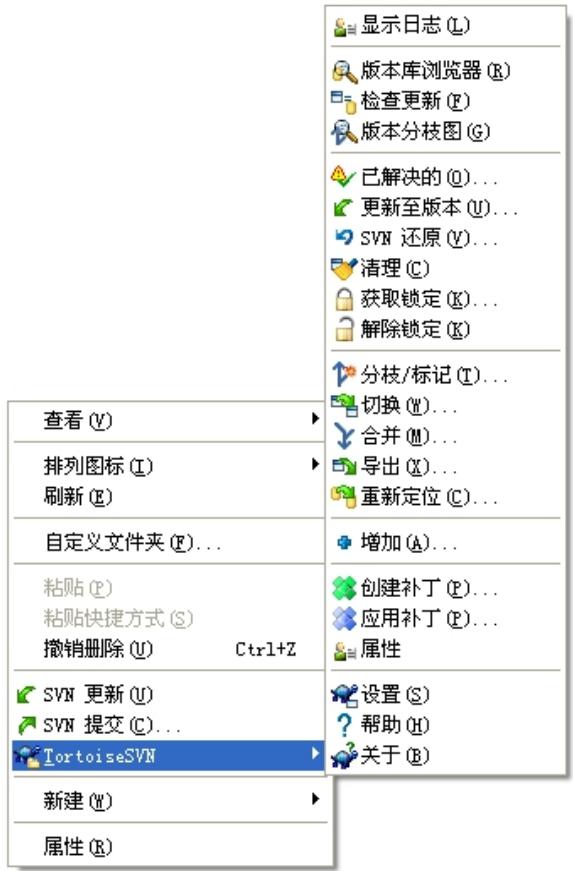 显示日志(L)
版本库浏览器(R)
检查更新(F)
版本分枝图(G)
已解决的(O)...
更新至版本(U)...
SVN 还原(V)...
清理(C)
获取锁定(K)...
解除锁定(K)
分枝/标记(T)...
切换(W)...
合并(M)...
导出(X)...
重新定位(C)...
增加(A)...
创建补丁(P)...
应用补丁(P)...
属性
设置(S)
帮助(H)
关于(B)
查看(V)
排列图标(I)
刷新(E)
自定义文件夹(F)...
粘贴(P)
粘贴快捷方式(S)
撤销删除(U) Ctrl+Z
SVN 更新(U)
SVN 提交(C)...
TortoiseSVN
新建(W)
属性(R)